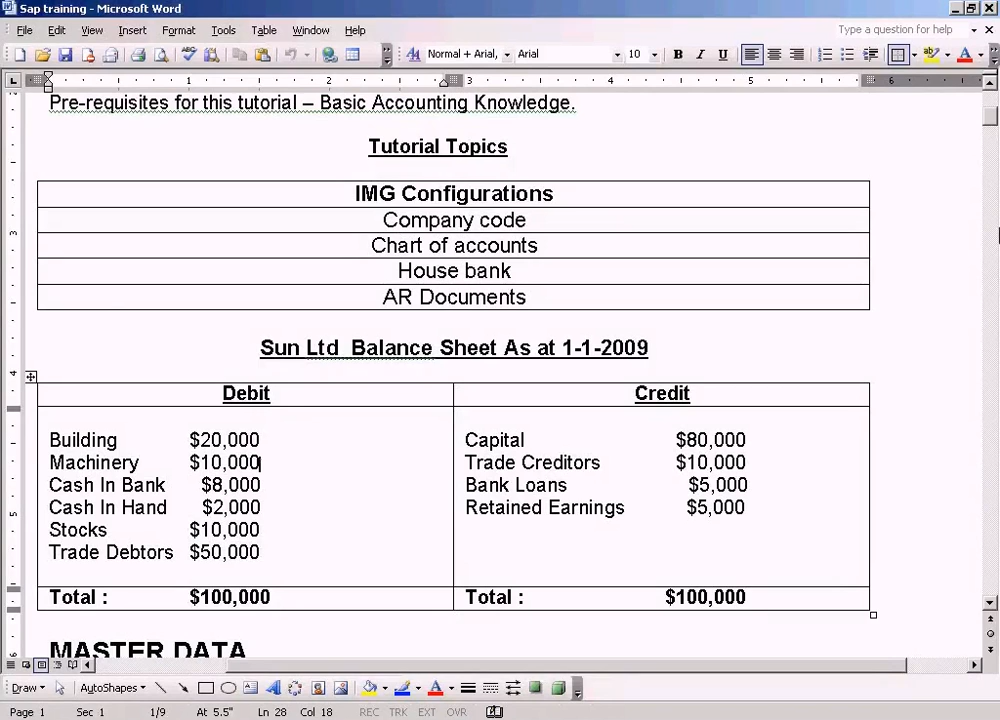 Sap training - Microsoft Word
File Edit View Insert Format Tools Table Window Help Type a question for help
Normal + Arial, Arial 10 B I U
1 2 3 4 5 6
Pre-requisites for this tutorial – Basic Accounting Knowledge.
Tutorial Topics
IMG Configurations
Company code
Chart of accounts
House bank
AR Documents
Sun Ltd Balance Sheet As at 1-1-2009
Debit Credit
Building $20,000 Capital $80,000
Machinery $10,000 Trade Creditors $10,000
Cash In Bank $8,000 Bank Loans $5,000
Cash In Hand $2,000 Retained Earnings $5,000
Stocks $10,000
Trade Debtors $50,000
Total : $100,000 Total : $100,000
MASTER DATA
Draw AutoShapes
Page 1 Sec 1 1/9 At 5.5" Ln 28 Col 18 REC TRK EXT OVR